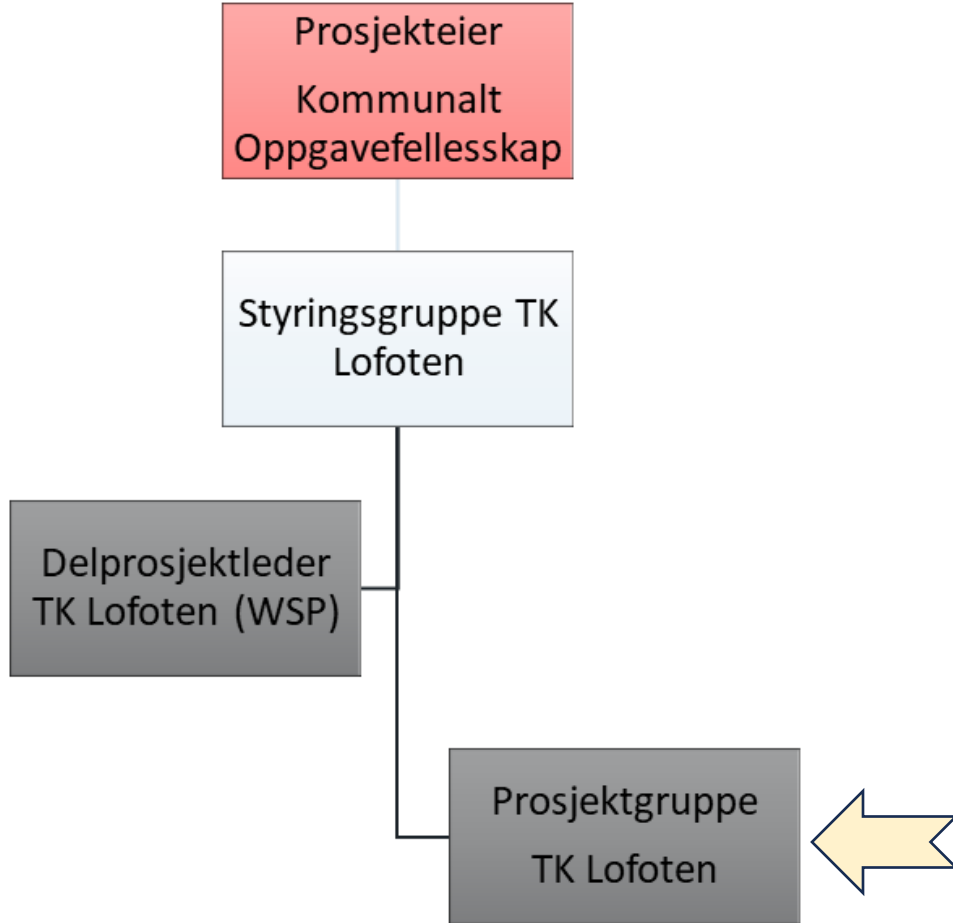 Prosjekteier
Kommunalt
Oppgavefellesskap
Styringsgruppe TK
Lofoten
Delprosjektleder
TK Lofoten (WSP)
Prosjektgruppe
TK Lofoten